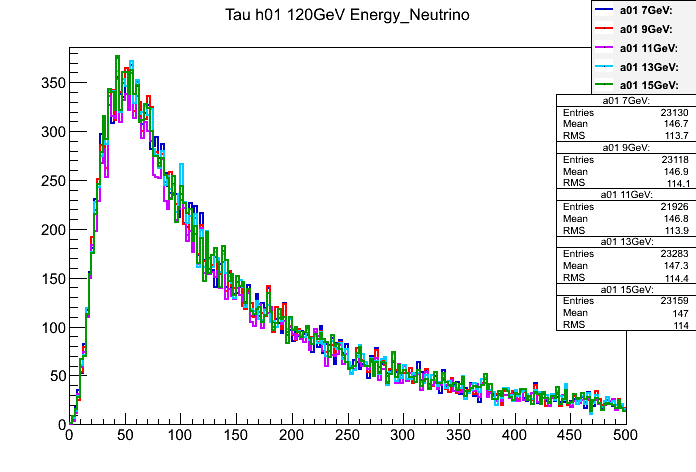 Tau h01 120GeV Energy_Neutrino
a01 7GeV:
a01 9GeV:
a01 11GeV:
a01 13GeV:
a01 15GeV:
a01 7GeV:
Entries 23130
Mean 146.7
RMS 113.7
a01 9GeV:
Entries 23118
Mean 146.9
RMS 114.1
a01 11GeV:
Entries 21926
Mean 146.8
RMS 113.9
a01 13GeV:
Entries 23283
Mean 147.3
RMS 114.4
a01 15GeV:
Entries 23159
Mean 147
RMS 114
350
300
250
200
150
100
50
0
0 50 100 150 200 250 300 350 400 450 500